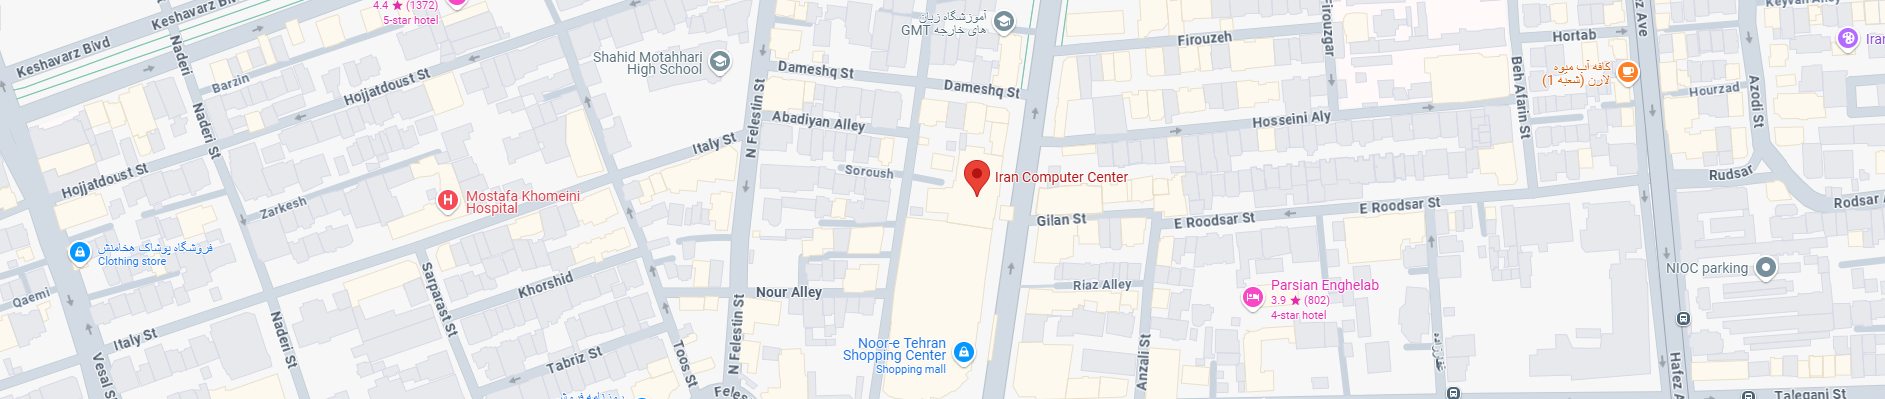 4.4 ★ (1372)
5-star hotel
Keshavarz Blvd
Keshavarz Blvd
Naderi
Barzin
Hojjatdoust St
Shahid Motahhari
High School
آموزشگاه زبان
های خارجه GMT
Firouzeh
Firouzgar
Hortab
Keyvan Alley
Iran
کافه آب میوه
لارن (شعبه 1)
Hourzad
Azodi St
Beh Afarin St
Dameshq St
Dameshq St
N Felestin St
Abadiyan Alley
Hosseini Aly
Naderi St
Italy St
Soroush
Iran Computer Center
Hojjatdoust St
Zarkesh
Mostafa Khomeini
Hospital
Rudsar
Rodsar
Gilan St
E Roodsar St
E Roodsar St
فروشگاه پوشاک هخامنش
Clothing store
Qaemi
Sarparast St
Khorshid
Nour Alley
Riaz Alley
Parsian Enghelab
3.9 ★ (802)
4-star hotel
NIOC parking
Italy St
Naderi St
Vesal St
Tabriz St
Toos St
N Felestin St
Noor-e Tehran
Shopping Center
Shopping mall
Anzali St
Hafez
Taleqani St
Feles